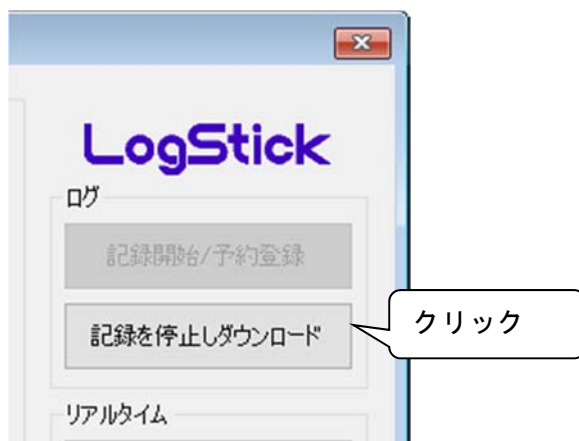 LogStick
ログ
記録開始/予約登録
記録を停止しダウンロード
クリック
リアルタイム